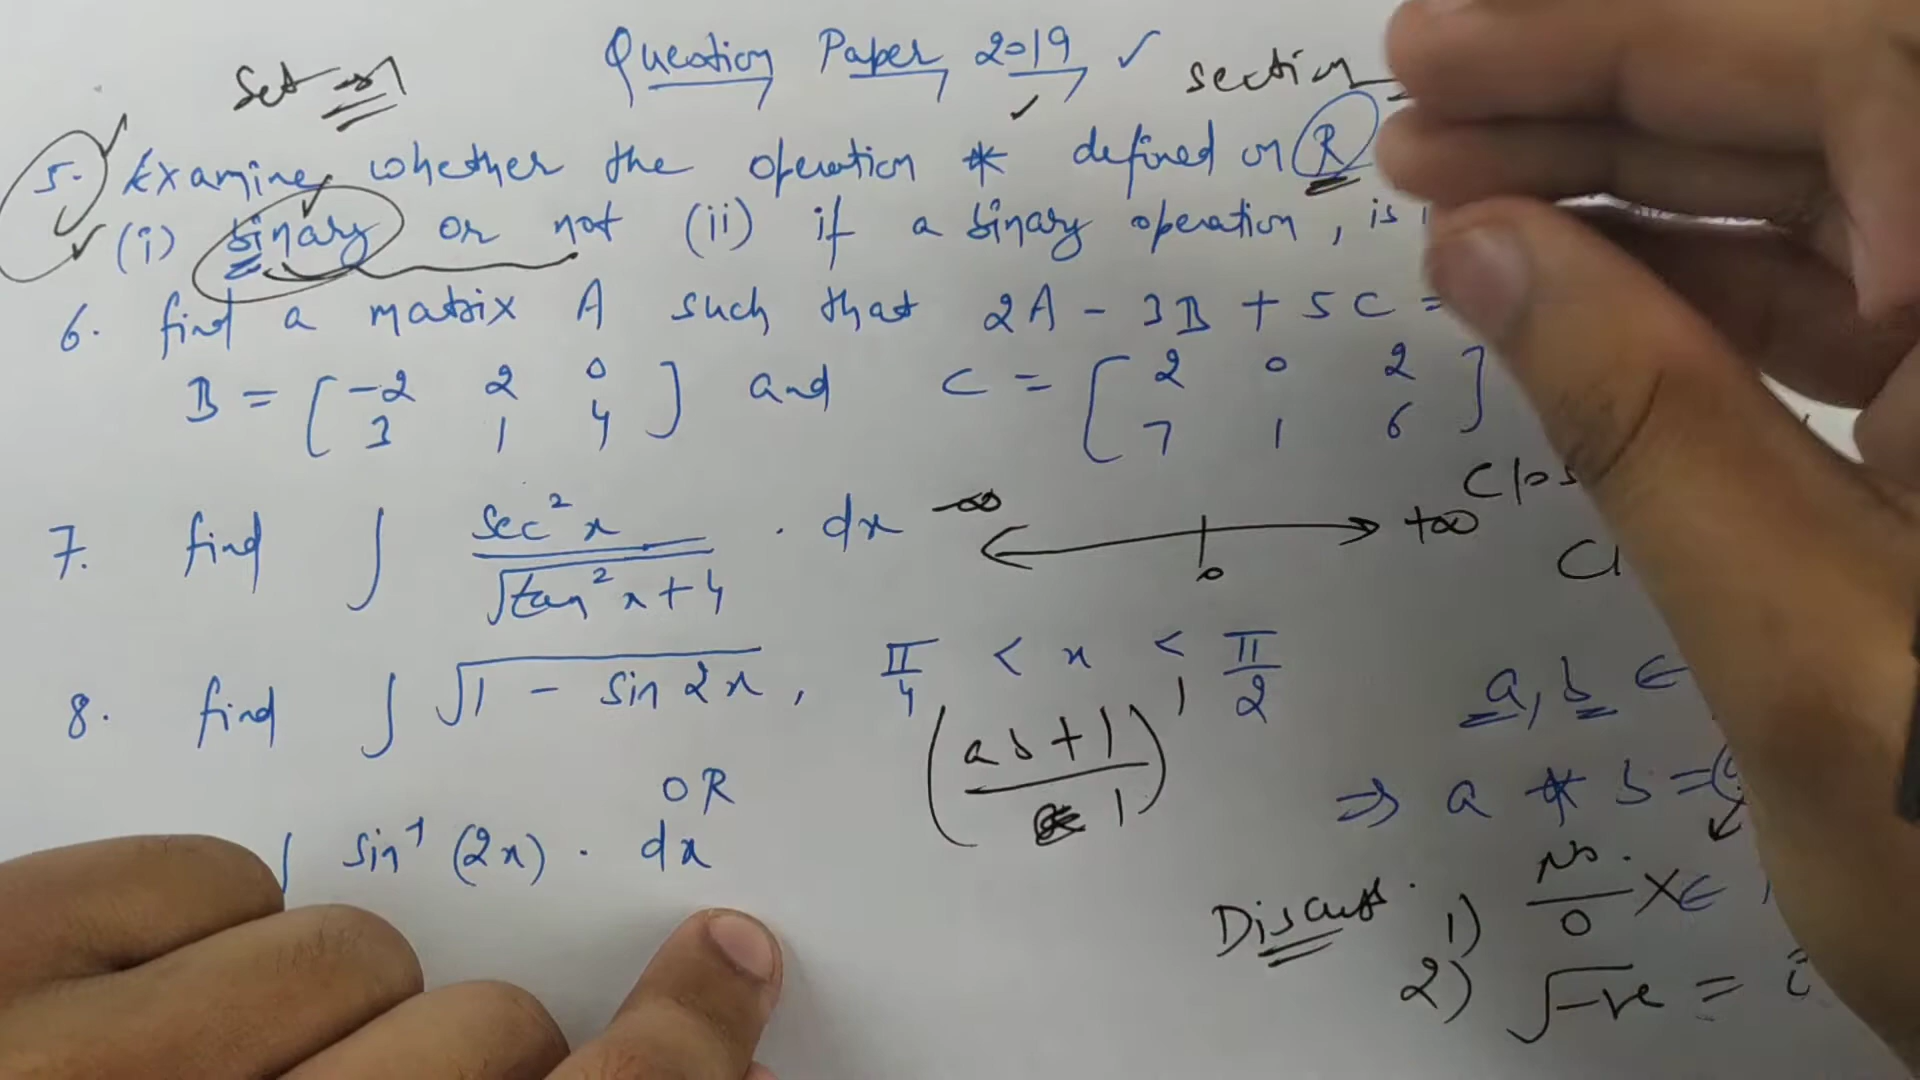 Set - 1
Question Paper 2019 ✓
section
5. Examine whether the operation * defined on R
(i) binary or not (ii) if a binary operation, is
6. find a matrix A such that 2A - 3B + 5C =
B = [-2 2 0
3 1 4] and C = [2 0 2
7 1 6]
7. find ∫ sec² x / √tan² x + 4 · dx
-∞ 0 +∞
8. find ∫ √1 - sin 2x, π/4 < x < π/2
OR
∫ sin⁻¹ (2x) · dx
(ab + 1 / 1)
a, b ∈
⇒ a * b =
Discuss
1) No. / 0 X ∈
2) √-ve = i